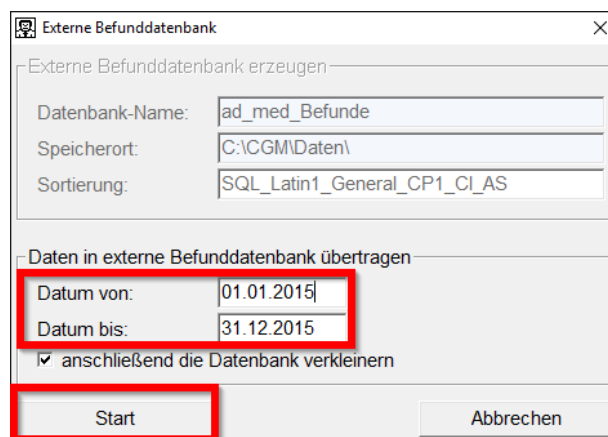 Externe Befunddatenbank
Externe Befunddatenbank erzeugen
Datenbank-Name: ad_med_Befunde
Speicherort: C:\CGM\Daten\
Sortierung: SQL_Latin1_General_CP1_CI_AS
Daten in externe Befunddatenbank übertragen
Datum von: 01.01.2015
Datum bis: 31.12.2015
anschließend die Datenbank verkleinern
Start Abbrechen